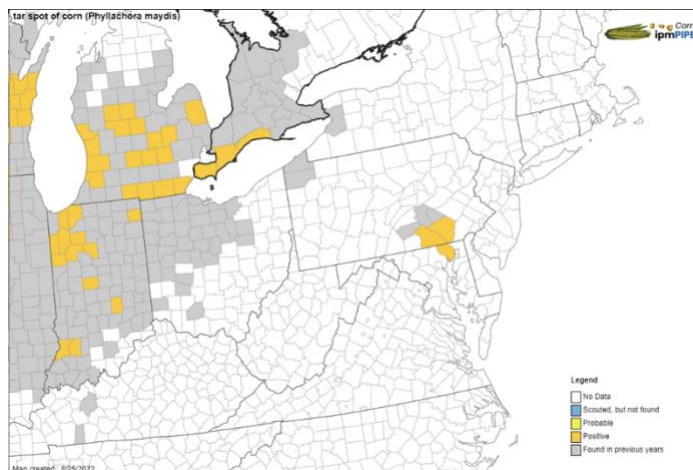 tar spot of corn (Phyllachora maydis)
Corn
ipmPIPE
Legend
No Data
Scouted, but not found
Probable
Positive
Found in previous years
Map created: 8/25/2022